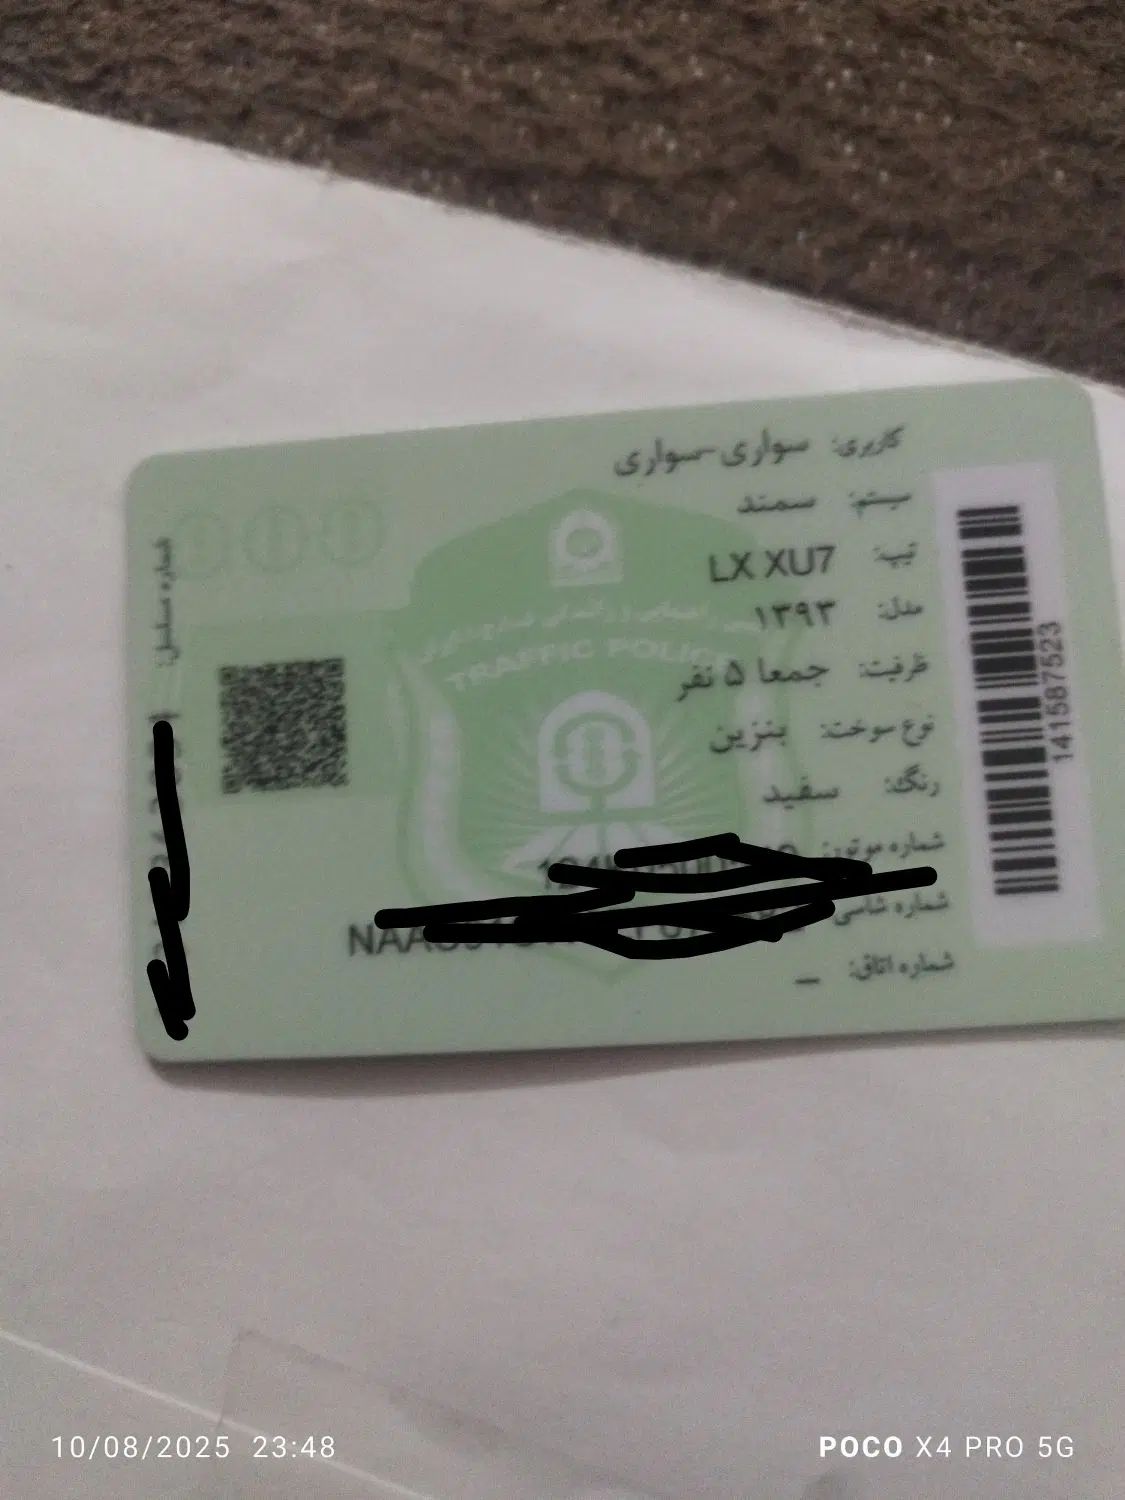 کاربری: سواری-سواری
سیستم: سمند
تیپ: LX XU7
مدل: ۱۳۹۳
ظرفیت: جمعا ۵ نفر
نوع سوخت: بنزین
رنگ: سفید
شماره موتور:
شماره شاسی
شماره اتاق: _
شماره مسلسل:
141587523
TRAFFIC POLICE
10/08/2025 23:48
POCO X4 PRO 5G